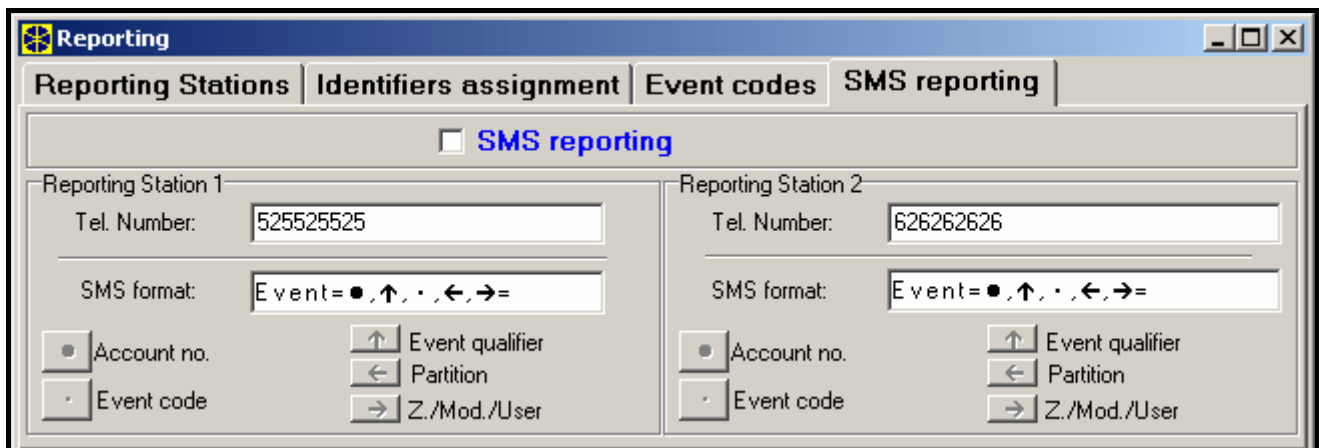 Reporting
Reporting Stations Identifiers assignment Event codes SMS reporting
SMS reporting
Reporting Station 1
Tel. Number: 525525525
SMS format: Event=●,↑,·,←,→=
● Account no.
↑ Event qualifier
← Partition
· Event code
→ Z./Mod./User
Reporting Station 2
Tel. Number: 626262626
SMS format: Event=●,↑,·,←,→=
● Account no.
↑ Event qualifier
← Partition
· Event code
→ Z./Mod./User